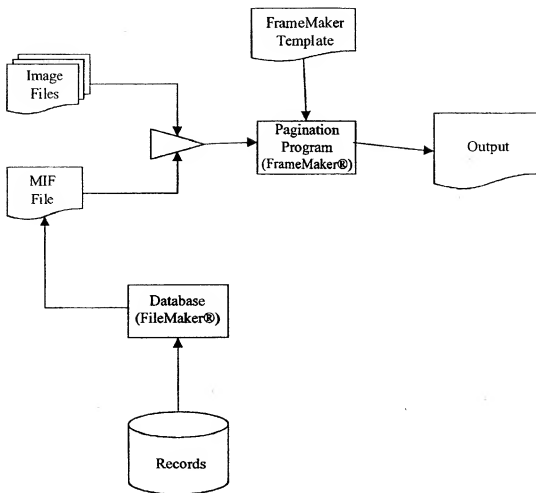 FrameMaker
Template
Image
Files
Pagination
Program
(FrameMaker®)
Output
MIF
File
Database
(FileMaker®)
Records